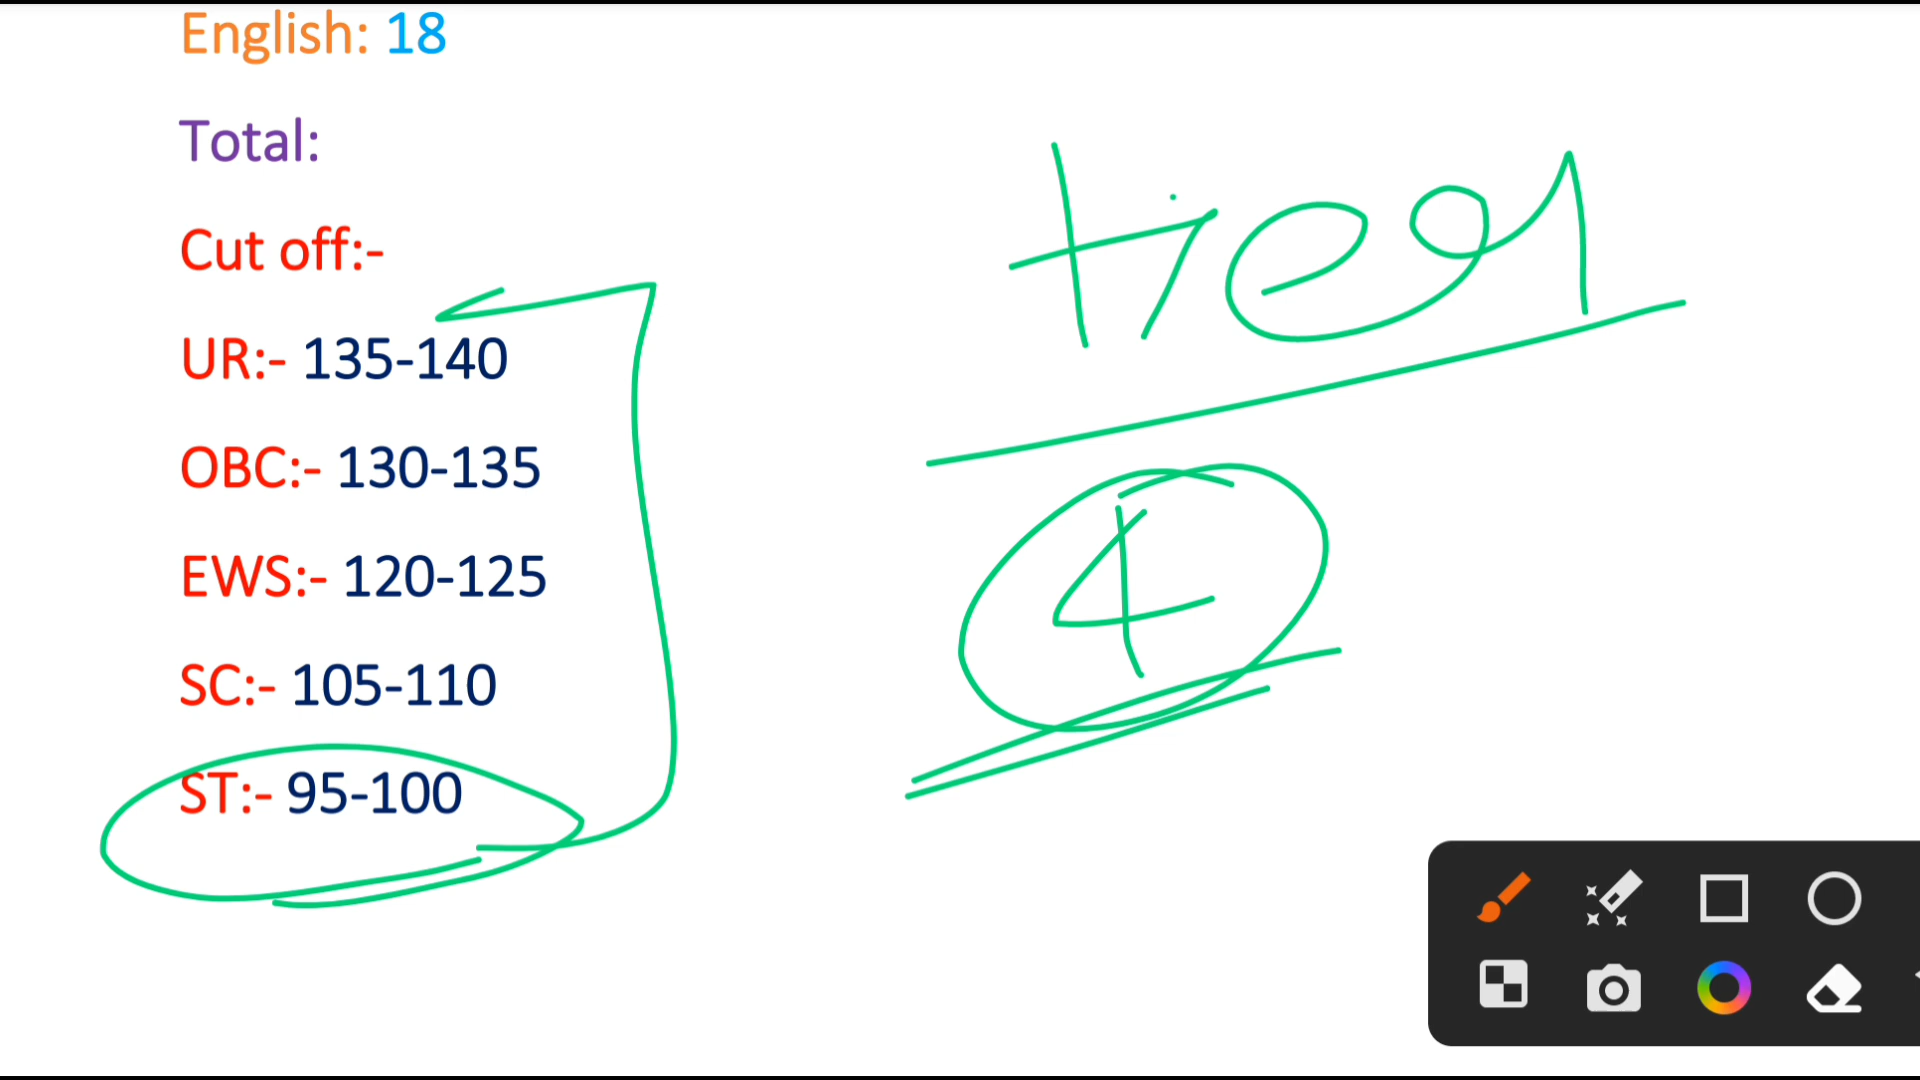 English: 18
Total:
Cut off:-
UR:- 135-140
OBC:- 130-135
EWS:- 120-125
SC:- 105-110
ST:- 95-100
tier
4